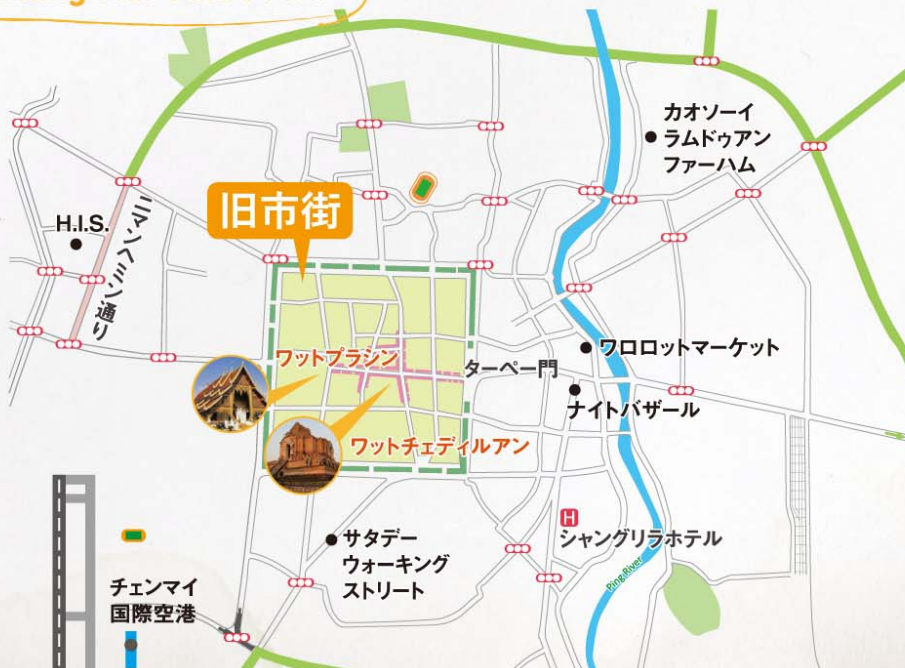 カオソーイ
ラムドゥアン
ファーハム
旧市街
H.I.S.
ニマンヘミン通り
ワットプラシン
ターペー門
ワロロットマーケット
ナイトバザール
ワットチェディルアン
H
シャングリラホテル
サタデー
ウォーキング
ストリート
Ping River
チェンマイ
国際空港